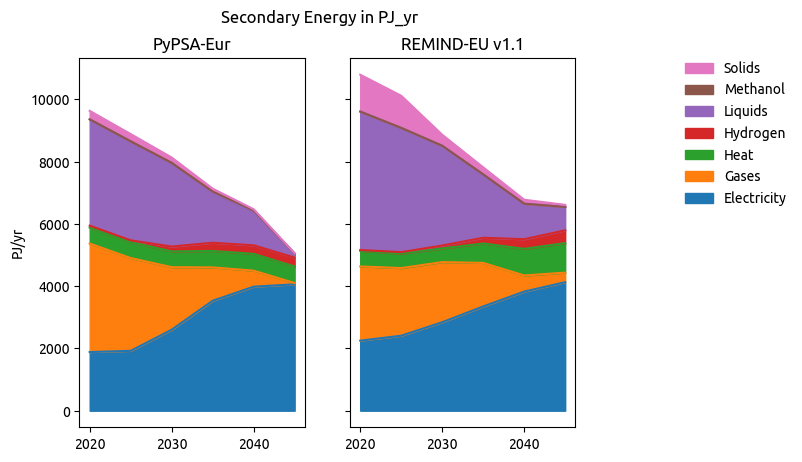 Secondary Energy in PJ_yr
PyPSA-Eur
REMIND-EU v1.1
PJ/yr
10000
8000
6000
4000
2000
0
2020
2030
2040
2020
2030
2040
Solids
Methanol
Liquids
Hydrogen
Heat
Gases
Electricity